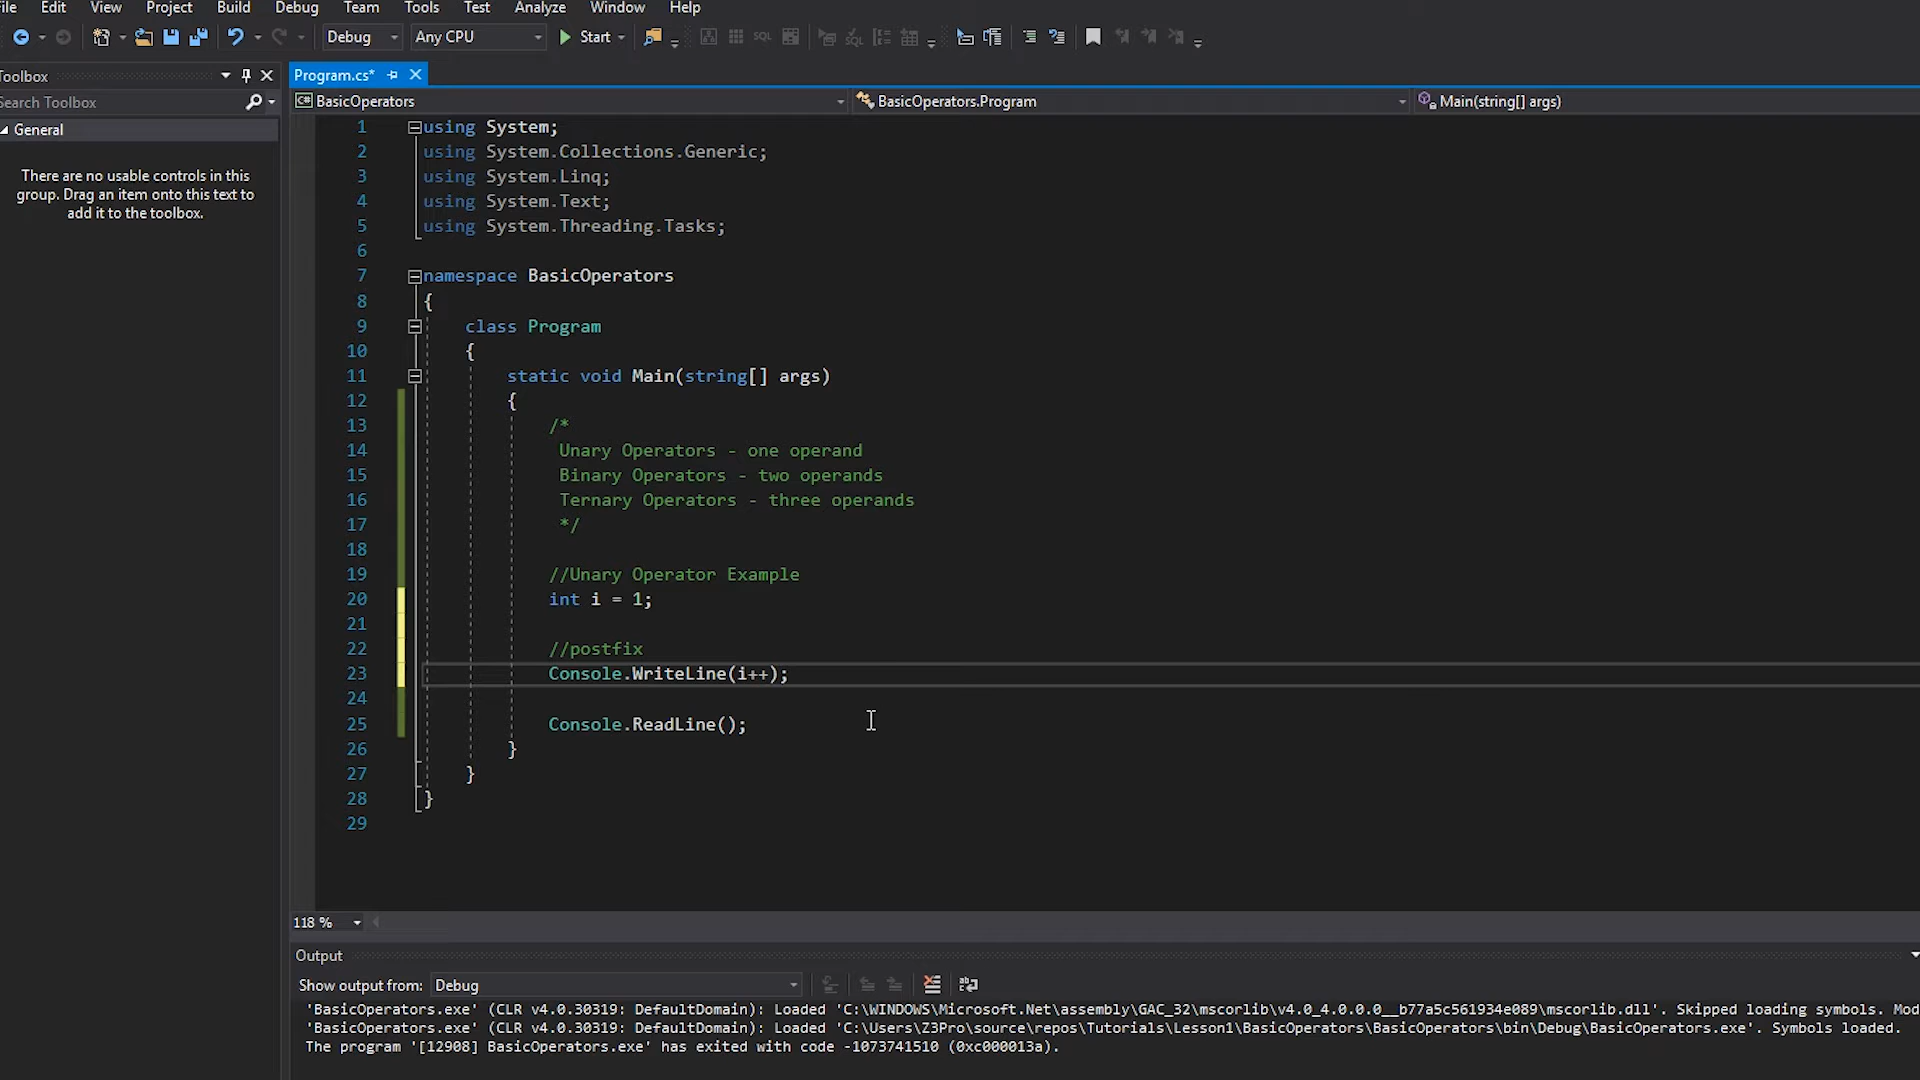 ile Edit View Project Build Debug Team Tools Test Analyze Window Help
Debug Any CPU Start SQL
Toolbox
Search Toolbox
General
There are no usable controls in this
group. Drag an item onto this text to
add it to the toolbox.
Program.cs*
C# BasicOperators BasicOperators.Program Main(string[] args)
1 using System;
2 using System.Collections.Generic;
3 using System.Linq;
4 using System.Text;
5 using System.Threading.Tasks;
6
7 namespace BasicOperators
8 {
9 class Program
10 {
11 static void Main(string[] args)
12 {
13 /*
14 Unary Operators - one operand
15 Binary Operators - two operands
16 Ternary Operators - three operands
17 */
18
19 //Unary Operator Example
20 int i = 1;
21
22 //postfix
23 Console.WriteLine(i++);
24
25 Console.ReadLine();
26 }
27 }
28 }
29
118 %
Output
Show output from: Debug
'BasicOperators.exe' (CLR v4.0.30319: DefaultDomain): Loaded 'C:\WINDOWS\Microsoft.Net\assembly\GAC_32\mscorlib\v4.0_4.0.0.0__b77a5c561934e089\mscorlib.dll'. Skipped loading symbols. Mod
'BasicOperators.exe' (CLR v4.0.30319: DefaultDomain): Loaded 'C:\Users\Z3Pro\source\repos\Tutorials\Lesson1\BasicOperators\BasicOperators\bin\Debug\BasicOperators.exe'. Symbols loaded.
The program '[12908] BasicOperators.exe' has exited with code -1073741510 (0xc000013a).